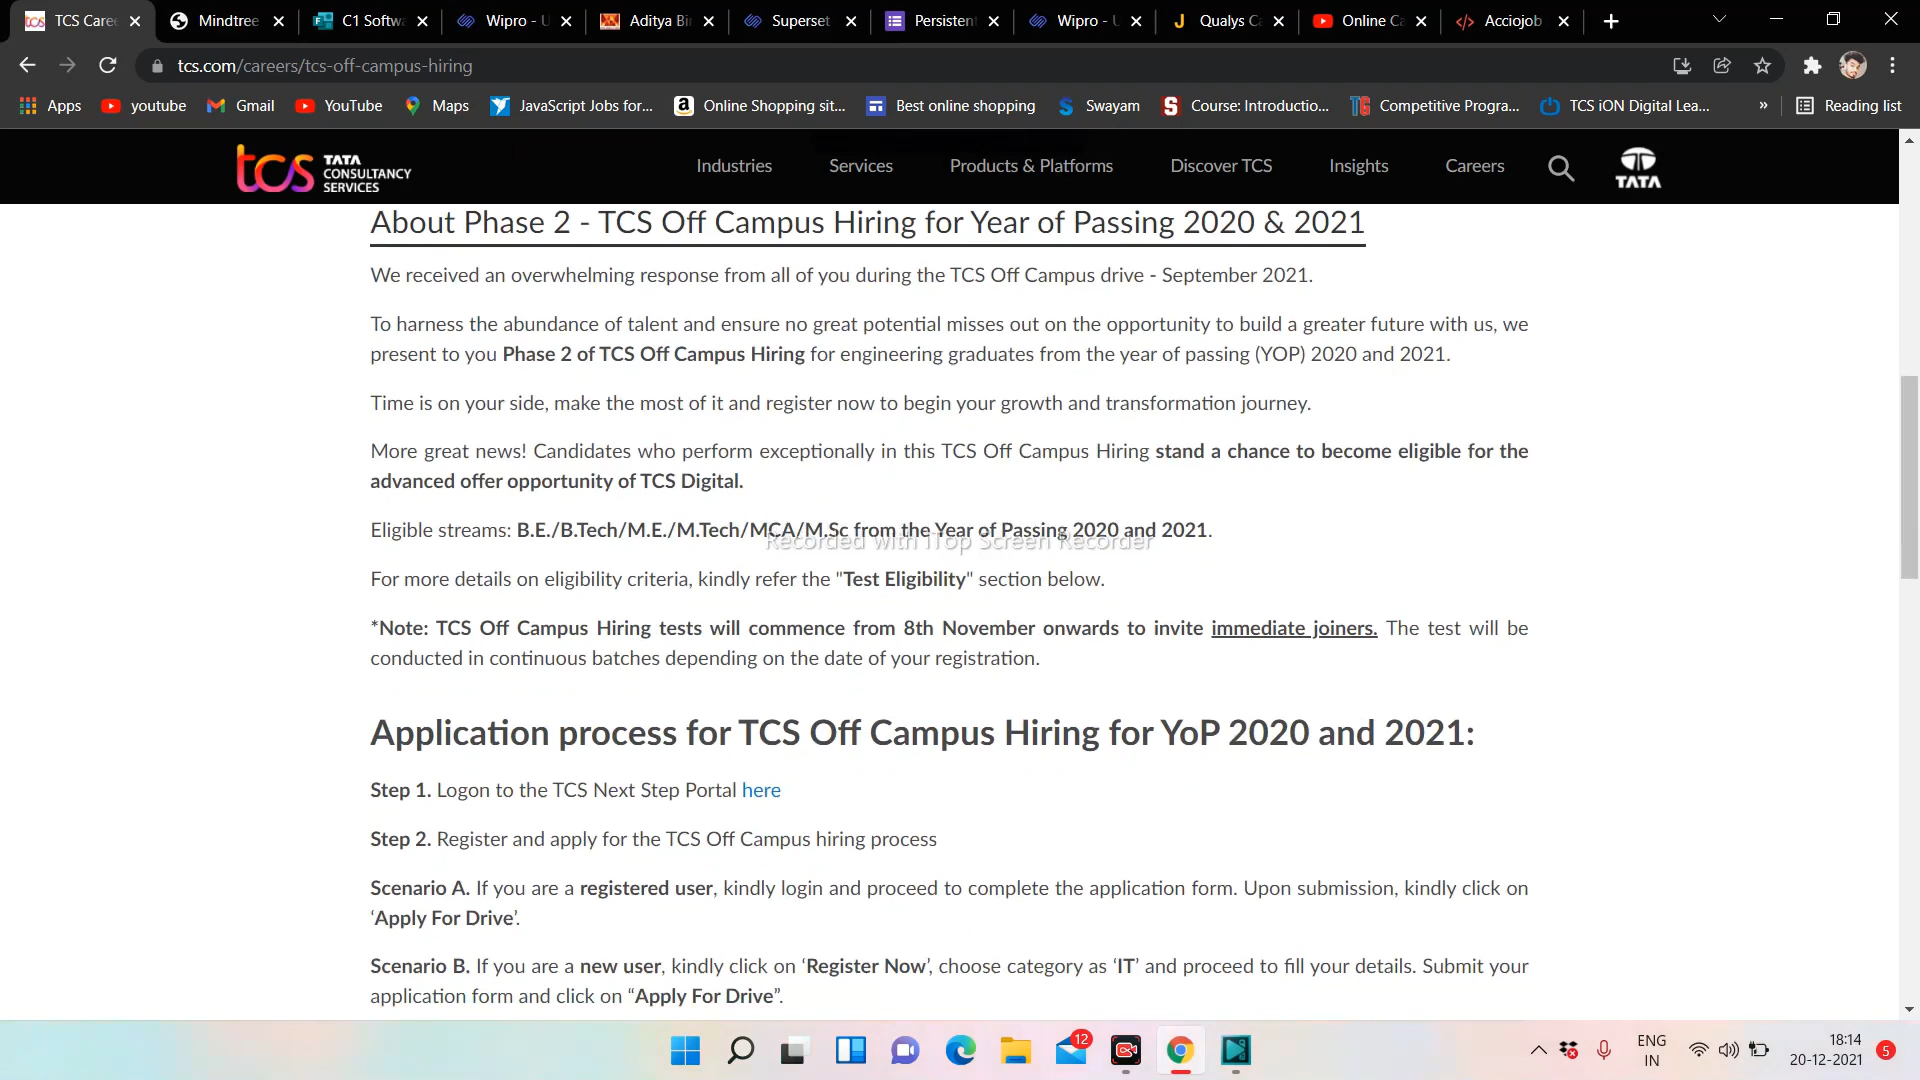 TCS Care
Mindtree
C1 Softwa
Wipro - U
Aditya Bir
Superset
Persistent
Wipro - U
Qualys Ca
Online Ca
Acciojob
tcs.com/careers/tcs-off-campus-hiring
Apps
youtube
Gmail
YouTube
Maps
JavaScript Jobs for...
Online Shopping sit...
Best online shopping
Swayam
Course: Introductio...
Competitive Progra...
TCS iON Digital Lea...
»
Reading list
tcs TATA
CONSULTANCY
SERVICES
Industries
Services
Products & Platforms
Discover TCS
Insights
Careers
TATA
About Phase 2 - TCS Off Campus Hiring for Year of Passing 2020 & 2021
We received an overwhelming response from all of you during the TCS Off Campus drive - September 2021.
To harness the abundance of talent and ensure no great potential misses out on the opportunity to build a greater future with us, we
present to you Phase 2 of TCS Off Campus Hiring for engineering graduates from the year of passing (YOP) 2020 and 2021.
Time is on your side, make the most of it and register now to begin your growth and transformation journey.
More great news! Candidates who perform exceptionally in this TCS Off Campus Hiring stand a chance to become eligible for the
advanced offer opportunity of TCS Digital.
Eligible streams: B.E./B.Tech/M.E./M.Tech/MCA/M.Sc from the Year of Passing 2020 and 2021.
Recorded with iTop Screen Recorder
For more details on eligibility criteria, kindly refer the "Test Eligibility" section below.
*Note: TCS Off Campus Hiring tests will commence from 8th November onwards to invite immediate joiners. The test will be
conducted in continuous batches depending on the date of your registration.
Application process for TCS Off Campus Hiring for YoP 2020 and 2021:
Step 1. Logon to the TCS Next Step Portal here
Step 2. Register and apply for the TCS Off Campus hiring process
Scenario A. If you are a registered user, kindly login and proceed to complete the application form. Upon submission, kindly click on
‘Apply For Drive’.
Scenario B. If you are a new user, kindly click on ‘Register Now’, choose category as ‘IT’ and proceed to fill your details. Submit your
application form and click on “Apply For Drive”.
12
ENG
IN
18:14
20-12-2021
5